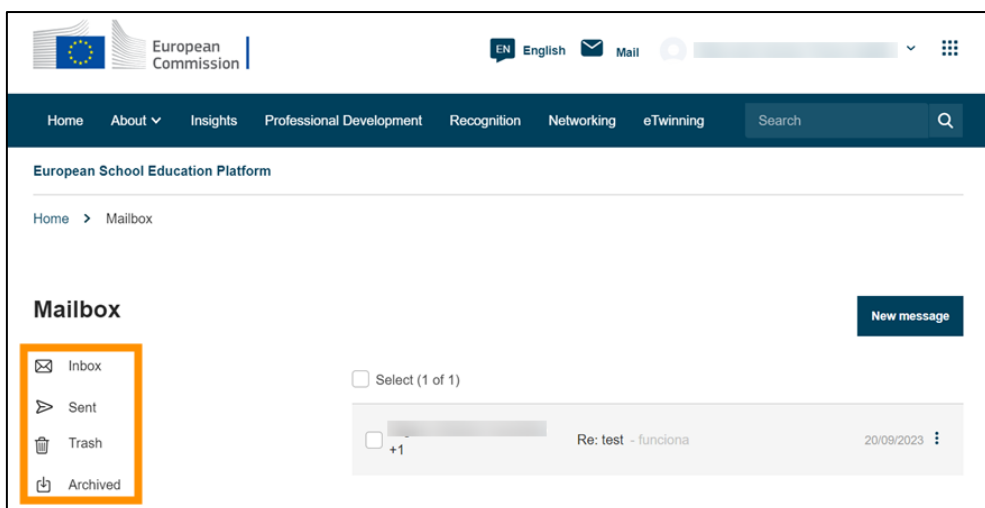 European
Commission
EN English Mail
Home About Insights Professional Development Recognition Networking eTwinning Search
European School Education Platform
Home > Mailbox
Mailbox
New message
Inbox
Select (1 of 1)
Sent
Re: test - funciona 20/09/2023
Trash
+1
Archived